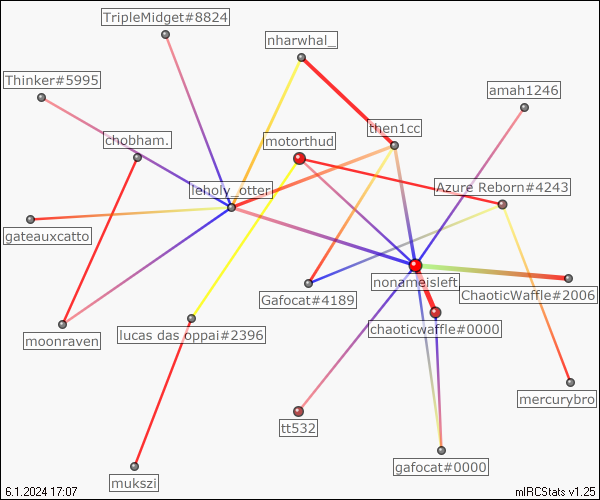 TripleMidget#8824
nharwhal_
Thinker#5995
amah1246
then1cc
chobham.
motorthud
leholy_otter
Azure Reborn#4243
gateauxcatto
nonameisleft
Gafocat#4189
ChaoticWaffle#2006
chaoticwaffle#0000
moonraven
lucas das oppai#2396
mercurybro
tt532
gafocat#0000
mukszi
6.1.2024 17:07
mIRCStats v1.25